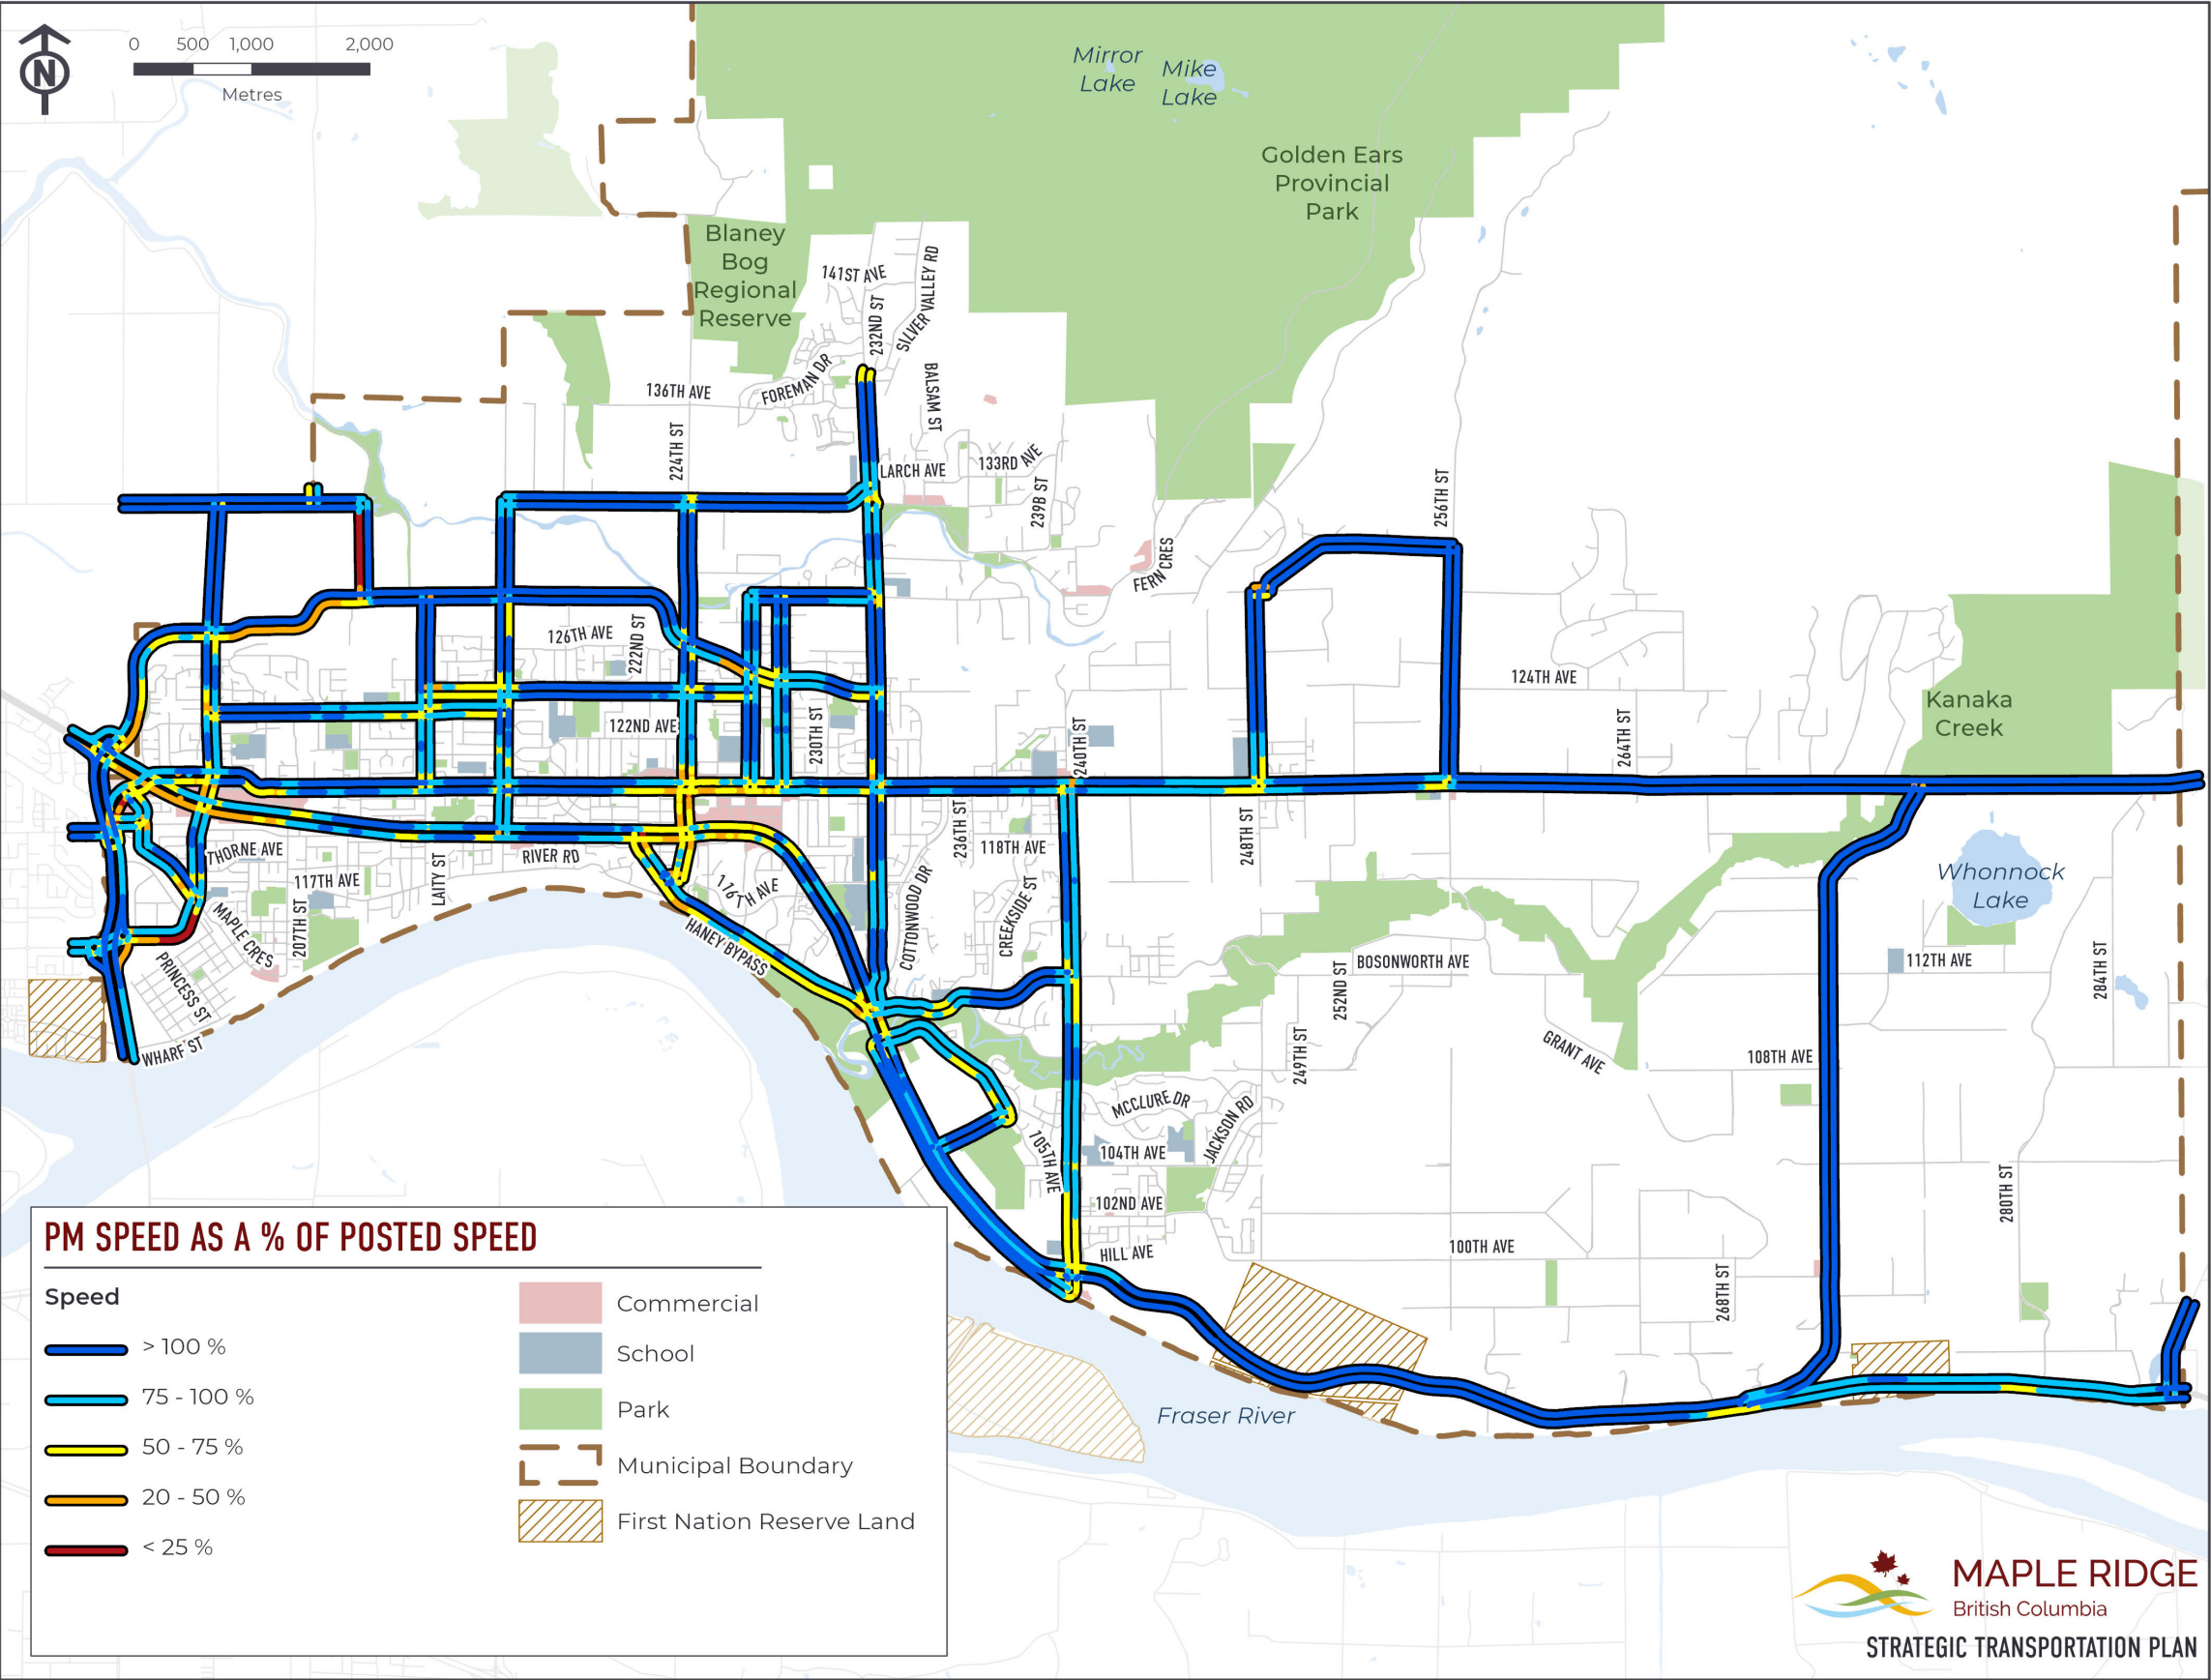 N
0 500 1,000 2,000
Metres
Mirror
Lake
Mike
Lake
Golden Ears
Provincial
Park
Blaney
Bog
Regional
Reserve
141ST AVE
232ND ST
SILVER VALLEY RD
FOREMAN DR
136TH AVE
BALSAM ST
224TH ST
LARCH AVE
133RD AVE
239B ST
256TH ST
FERN CRES
126TH AVE
222ND ST
124TH AVE
Kanaka
Creek
122ND AVE
230TH ST
240TH ST
264TH ST
THORNE AVE
RIVER RD
LAITY ST
117TH AVE
207TH ST
MAPLE CRES
PRINCESS ST
WHARF ST
176TH AVE
HANEY BYPASS
COTTONWOOD DR
236TH ST
118TH AVE
CREEKSIDE ST
248TH ST
Whonnock
Lake
BOSONWORTH AVE
252ND ST
112TH AVE
284TH ST
249TH ST
GRANT AVE
108TH AVE
MCCLURE DR
JACKSON RD
105TH AVE
104TH AVE
102ND AVE
HILL AVE
100TH AVE
268TH ST
280TH ST
Fraser River
PM SPEED AS A % OF POSTED SPEED
Speed
> 100 %
75 - 100 %
50 - 75 %
20 - 50 %
< 25 %
Commercial
School
Park
Municipal Boundary
First Nation Reserve Land
MAPLE RIDGE
British Columbia
STRATEGIC TRANSPORTATION PLAN